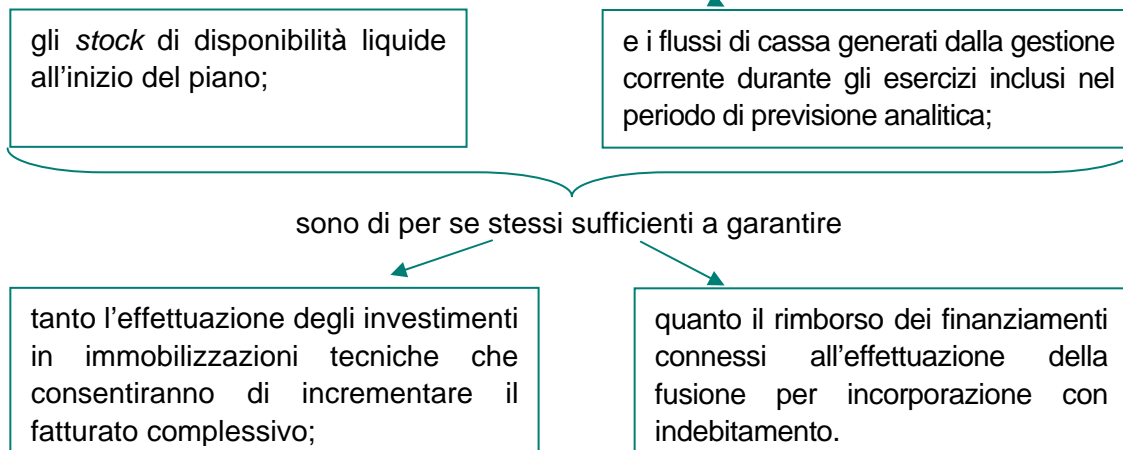 gli stock di disponibilità liquide
all'inizio del piano;
e i flussi di cassa generati dalla gestione
corrente durante gli esercizi inclusi nel
periodo di previsione analitica;
sono di per se stessi sufficienti a garantire
tanto l'effettuazione degli investimenti
in immobilizzazioni tecniche che
consentiranno di incrementare il
fatturato complessivo;
quanto il rimborso dei finanziamenti
connessi all'effettuazione della
fusione per incorporazione con
indebitamento.